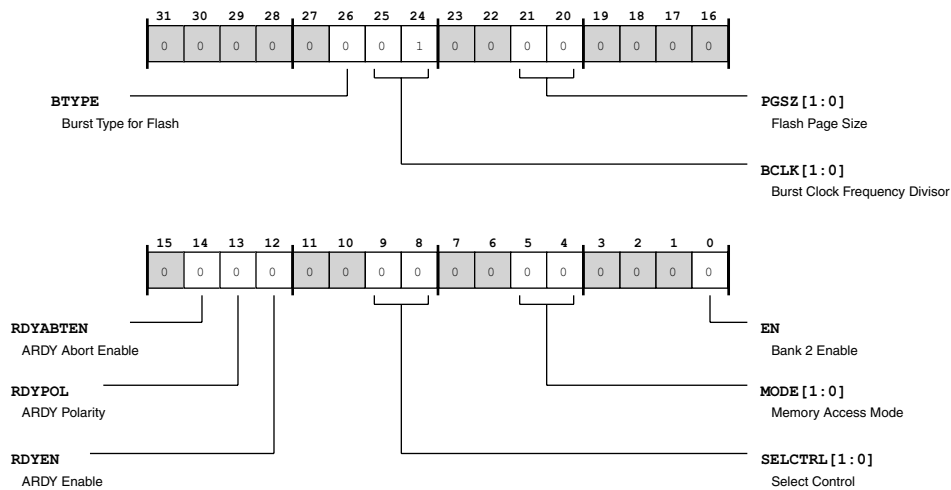 31 30 29 28 27 26 25 24 23 22 21 20 19 18 17 16
0 0 0 0 0 0 0 1 0 0 0 0 0 0 0 0
BTYPE
Burst Type for Flash
PGSZ[1:0]
Flash Page Size
BCLK[1:0]
Burst Clock Frequency Divisor
15 14 13 12 11 10 9 8 7 6 5 4 3 2 1 0
0 0 0 0 0 0 0 0 0 0 0 0 0 0 0 0
RDYABTEN
ARDY Abort Enable
EN
Bank 2 Enable
RDYPOL
ARDY Polarity
MODE[1:0]
Memory Access Mode
RDYEN
ARDY Enable
SELCTRL[1:0]
Select Control